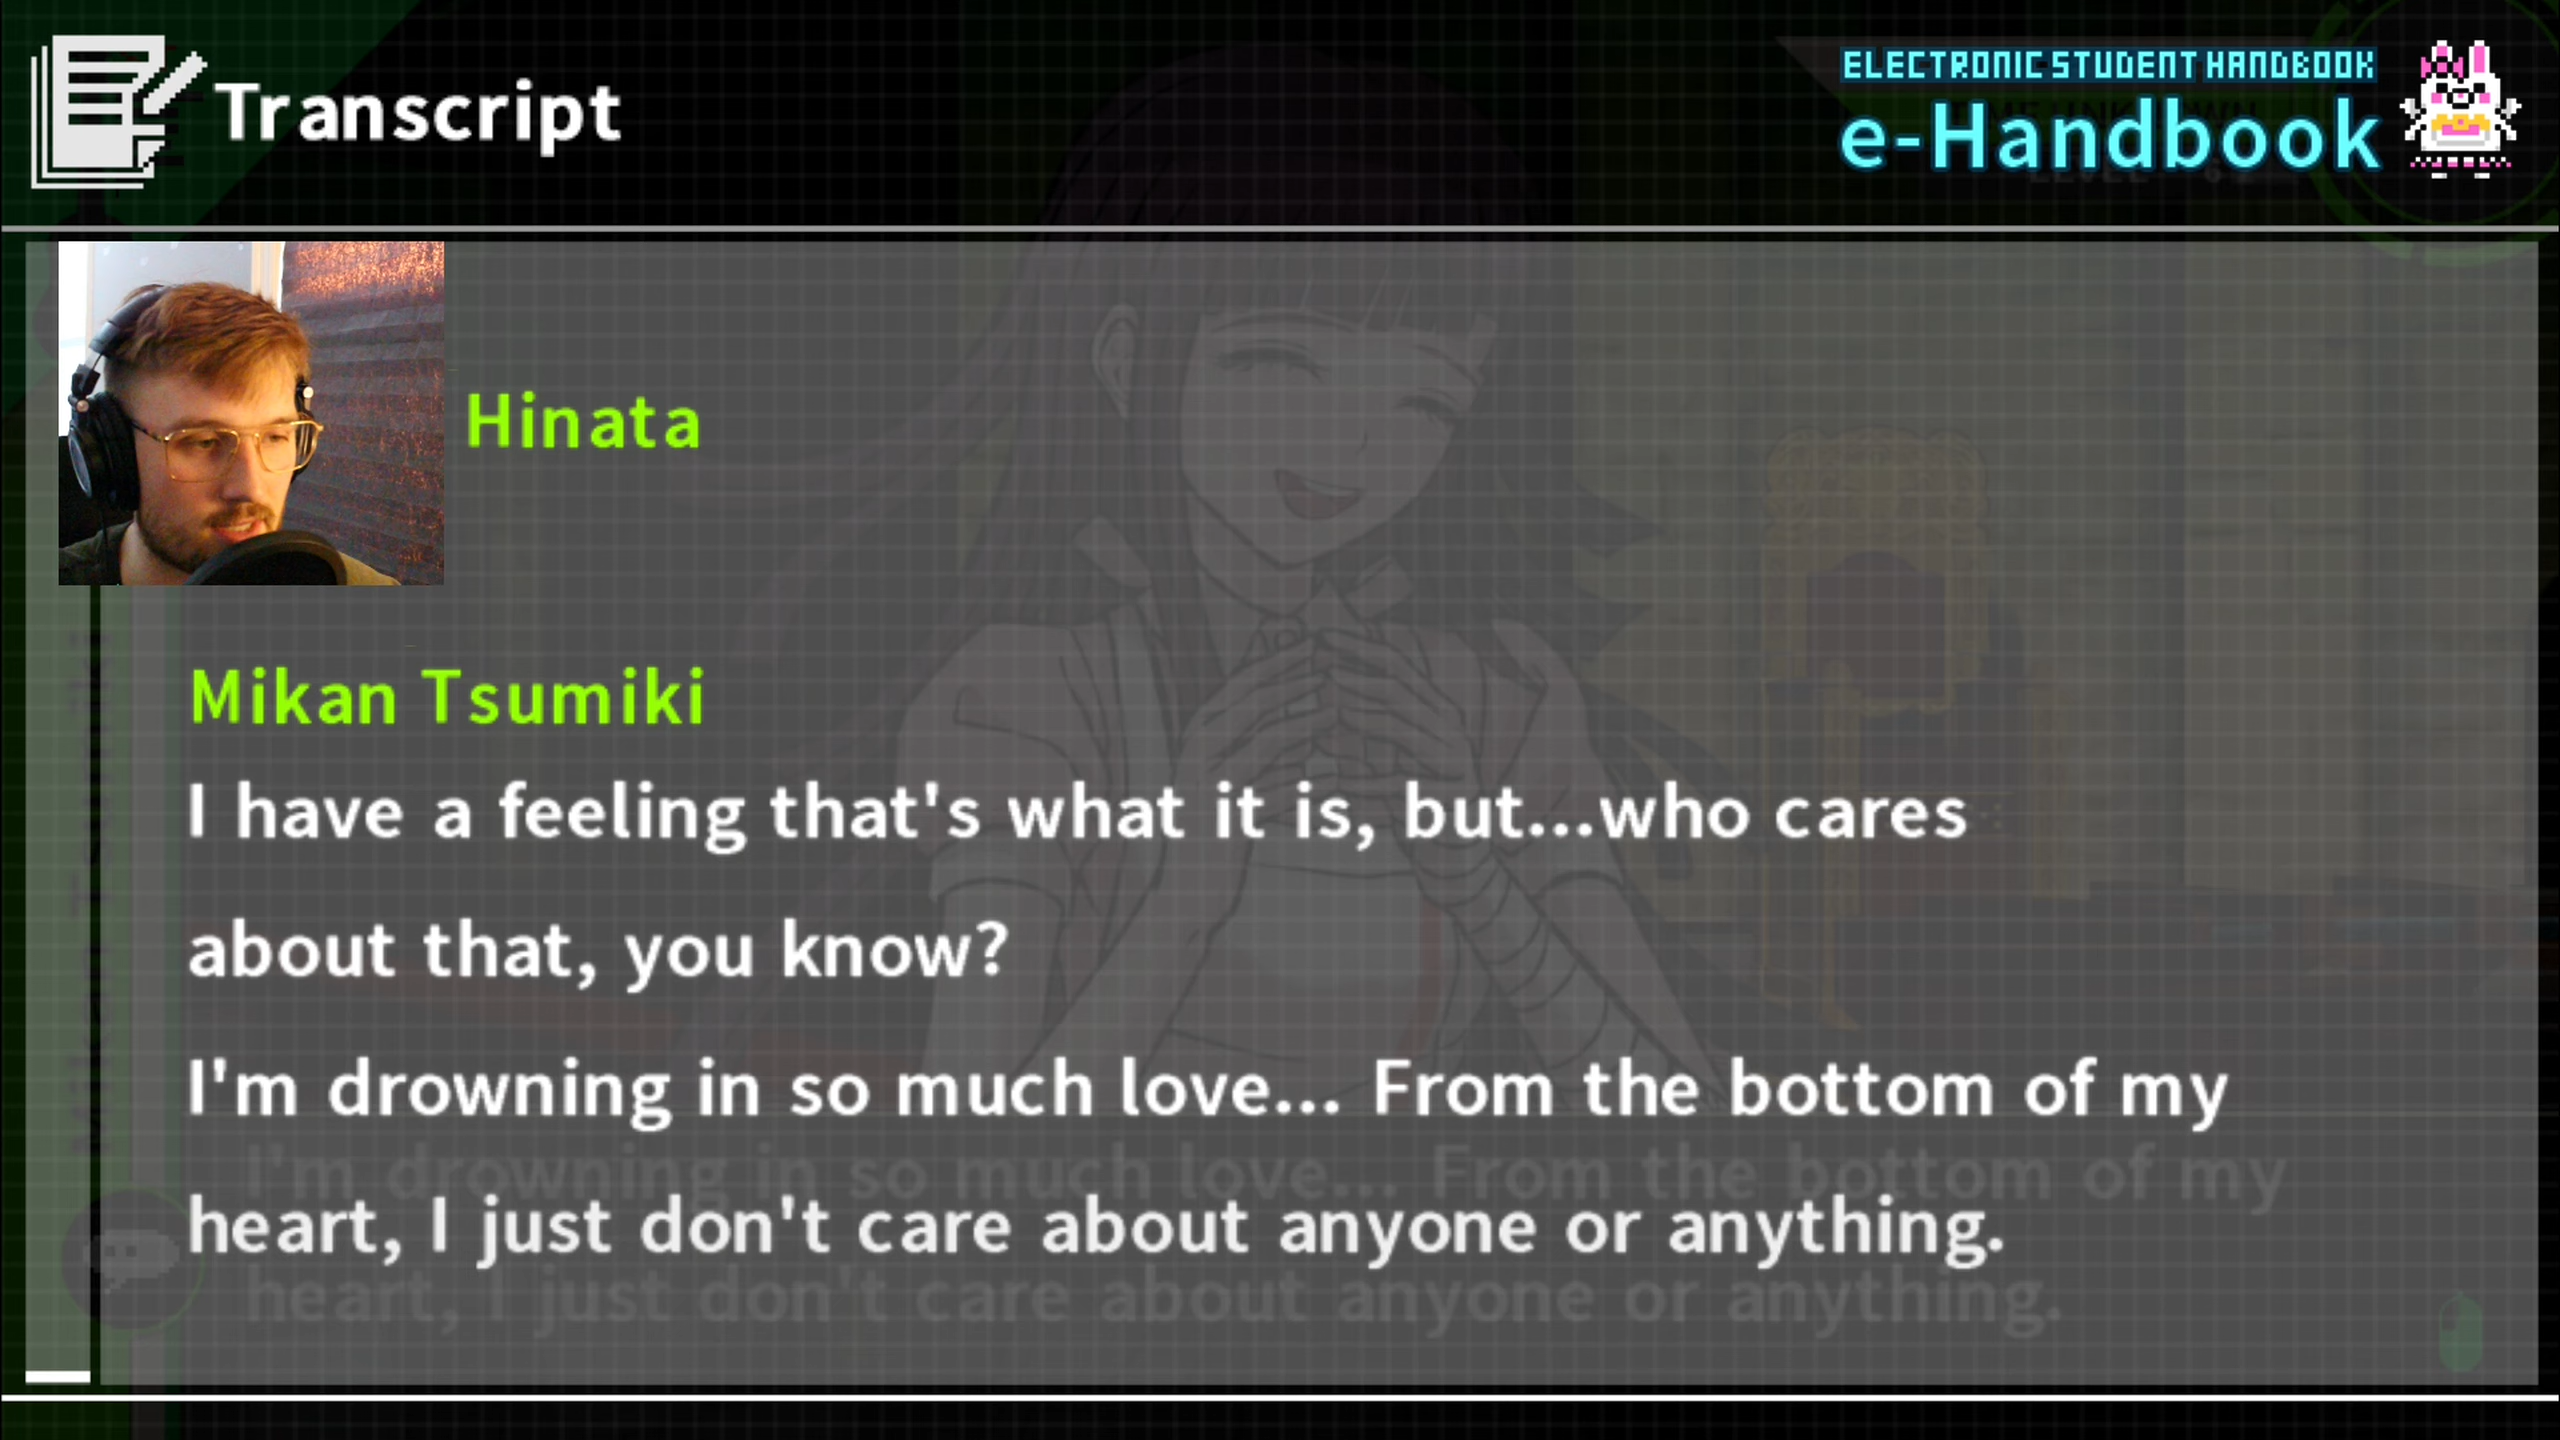 Transcript
ELECTRONIC STUDENT HANDBOOK
e-Handbook
Hinata
Mikan Tsumiki
I have a feeling that's what it is, but...who cares
about that, you know?
I'm drowning in so much love... From the bottom of my
heart, I just don't care about anyone or anything.
I'm drowning in so much love... From the bottom of my
heart, I just don't care about anyone or anything.